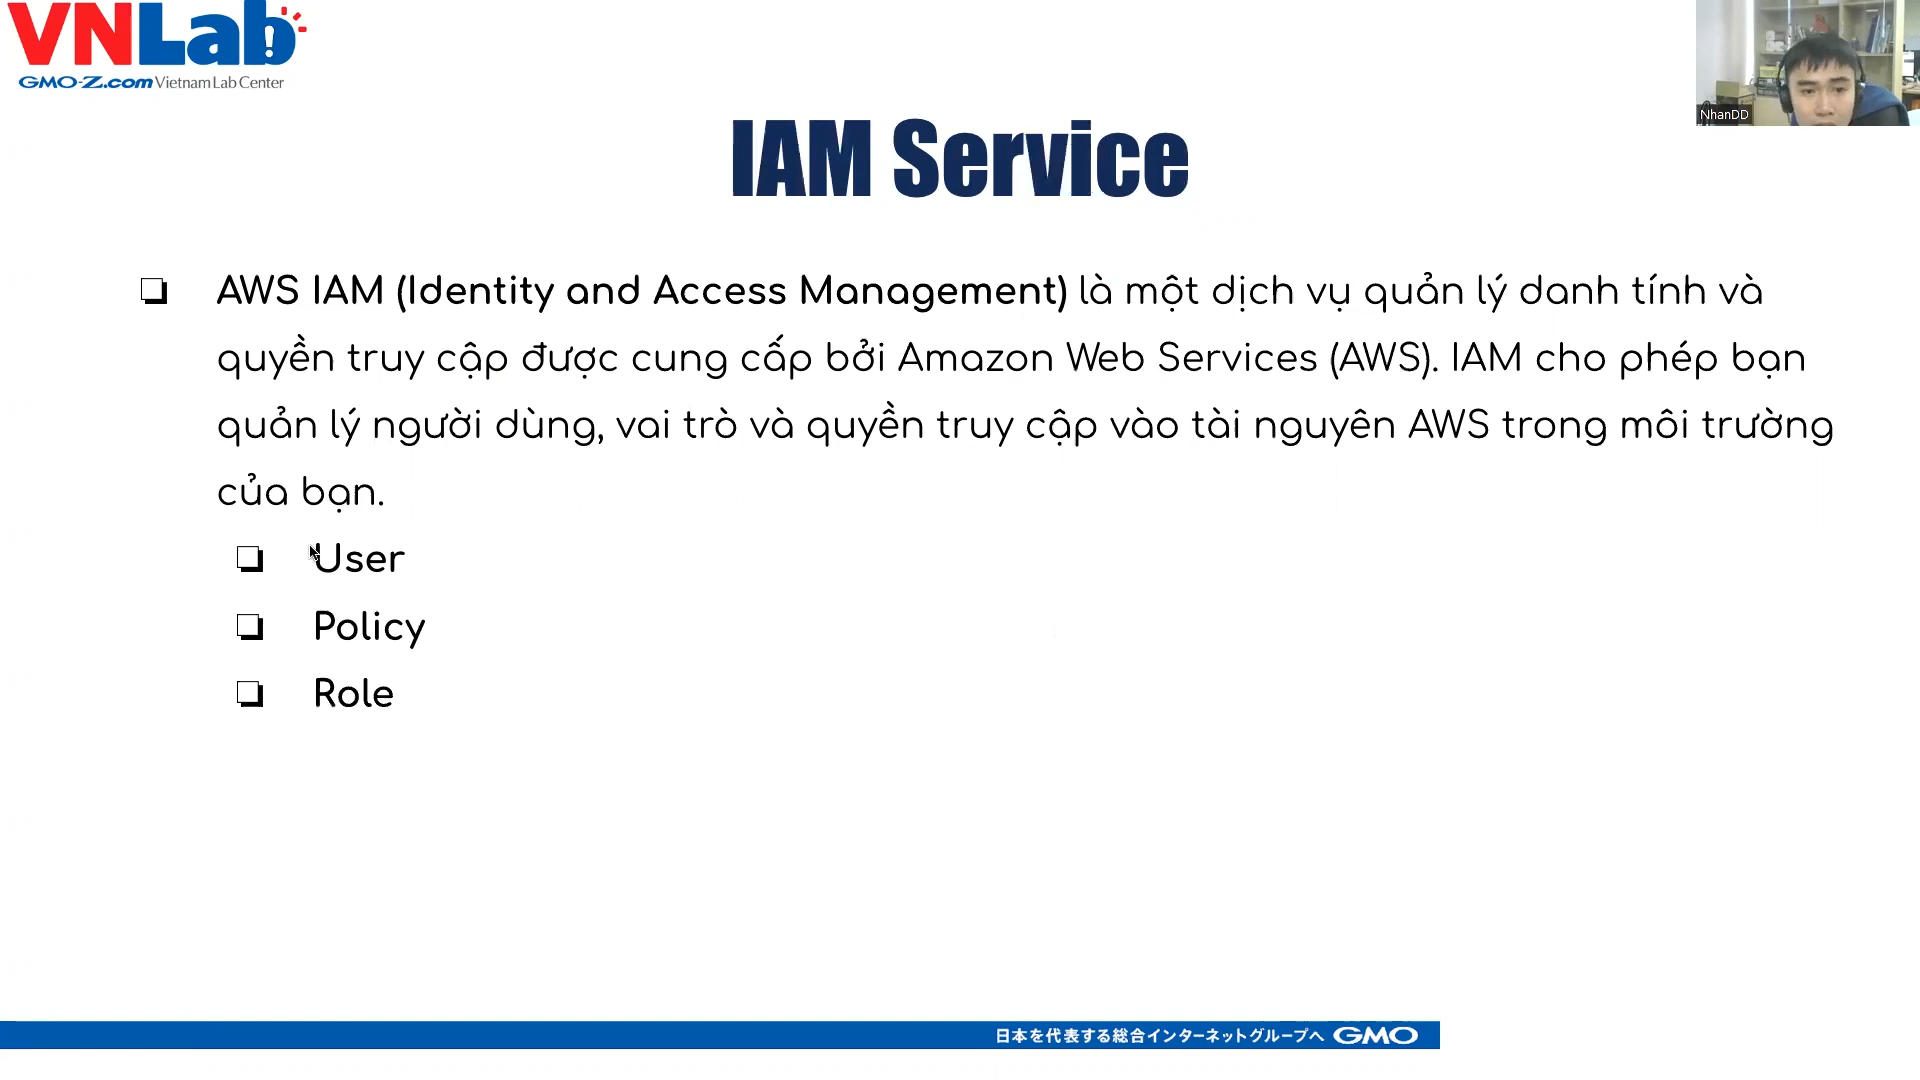 VNLab
GMO-Z.com Vietnam Lab Center
NhanDD
IAM Service
AWS IAM (Identity and Access Management) là một dịch vụ quản lý danh tính và
quyền truy cập được cung cấp bởi Amazon Web Services (AWS). IAM cho phép bạn
quản lý người dùng, vai trò và quyền truy cập vào tài nguyên AWS trong môi trường
của bạn.
User
Policy
Role
日本を代表する総合インターネットグループへ GMO